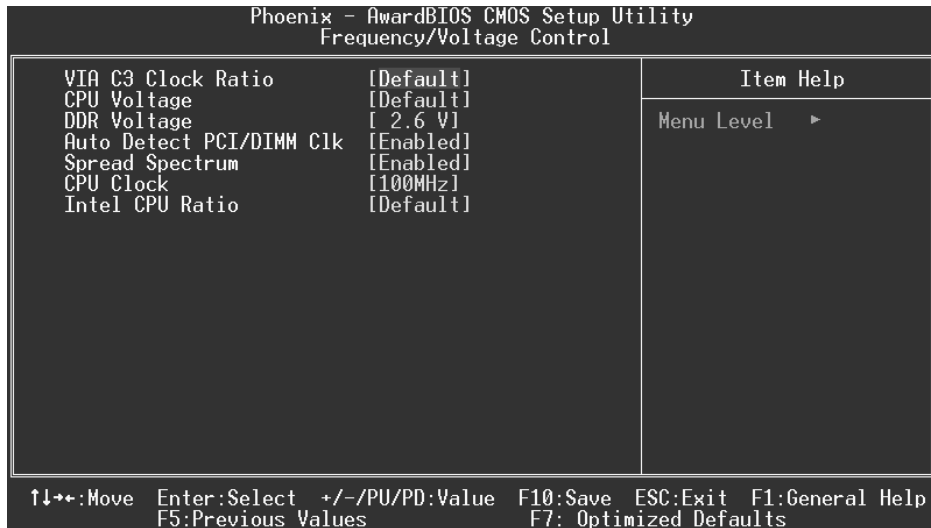 Phoenix - AwardBIOS CMOS Setup Utility
Frequency/Voltage Control
VIA C3 Clock Ratio [Default]
CPU Voltage [Default]
DDR Voltage [ 2.6 V]
Auto Detect PCI/DIMM Clk [Enabled]
Spread Spectrum [Enabled]
CPU Clock [100MHz]
Intel CPU Ratio [Default]
Item Help
Menu Level ►
↑↓→←:Move Enter:Select +/-/PU/PD:Value F10:Save ESC:Exit F1:General Help
F5:Previous Values F7: Optimized Defaults